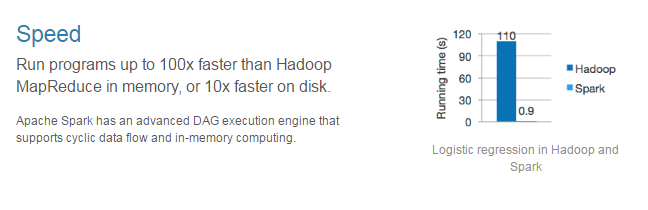 Speed
Run programs up to 100x faster than Hadoop
MapReduce in memory, or 10x faster on disk.
Apache Spark has an advanced DAG execution engine that
supports cyclic data flow and in-memory computing.
Running time (s)
120
90
60
30
0
110
0.9
Hadoop
Spark
Logistic regression in Hadoop and
Spark